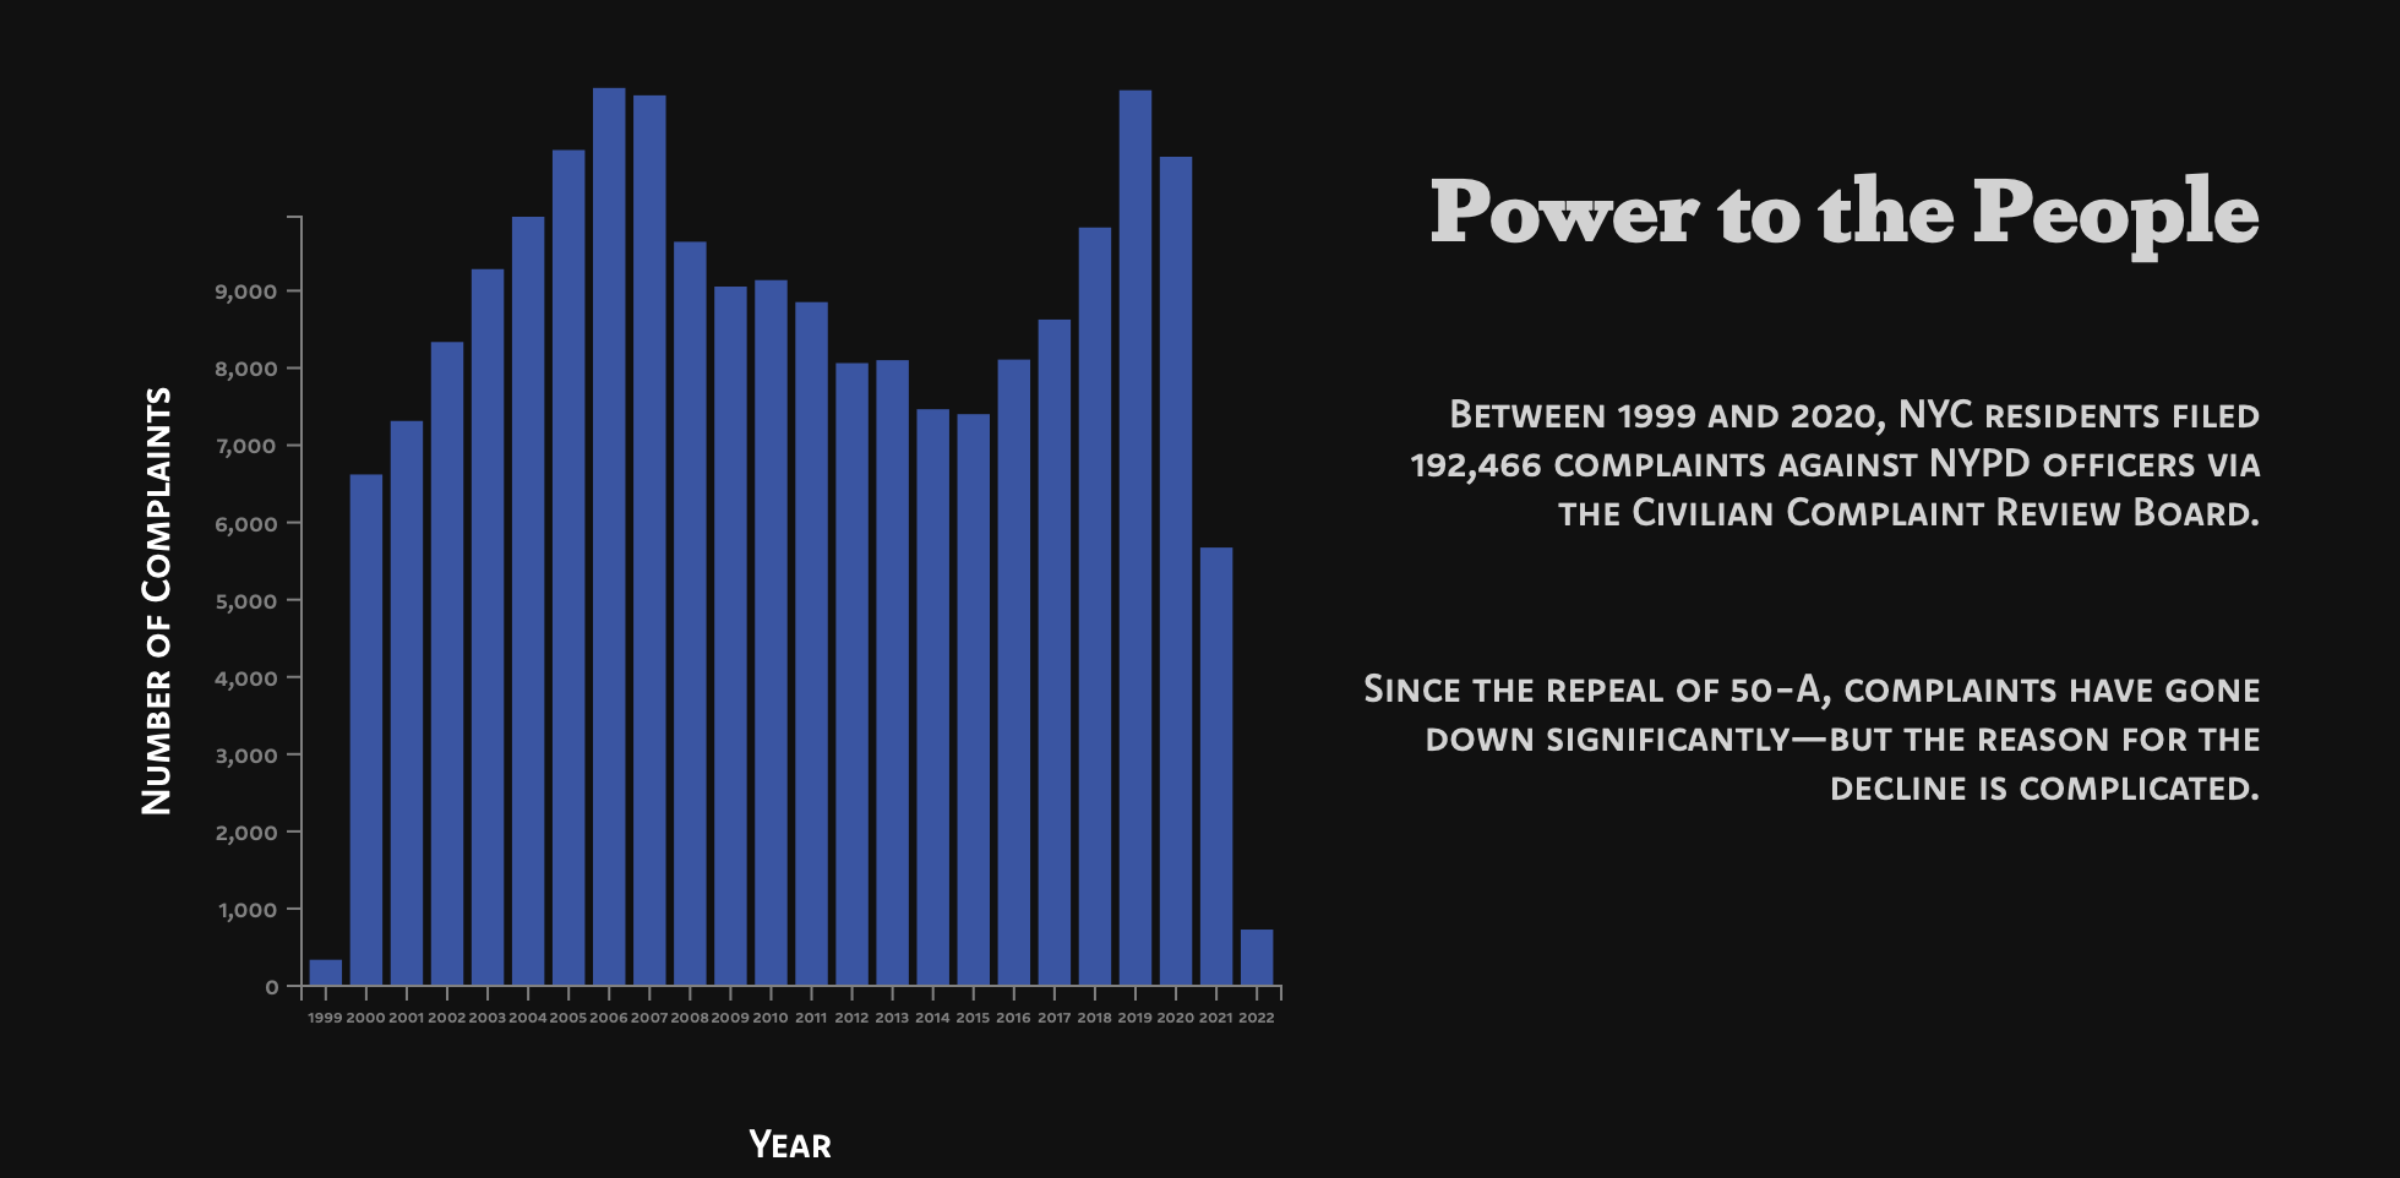 Power to the People
Between 1999 and 2020, NYC residents filed
192,466 complaints against NYPD officers via
the Civilian Complaint Review Board.
Since the repeal of 50-A, complaints have gone
down significantly—but the reason for the
decline is complicated.
Number of Complaints
9,000
8,000
7,000
6,000
5,000
4,000
3,000
2,000
1,000
0
1999 2000 2001 2002 2003 2004 2005 2006 2007 2008 2009 2010 2011 2012 2013 2014 2015 2016 2017 2018 2019 2020 2021 2022
Year